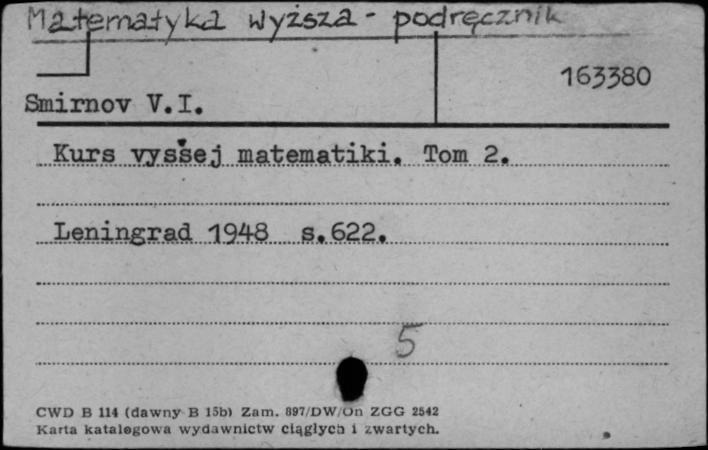 Matematyka wyższa - podręcznik
163380
Smirnov V.I.
Kurs vysšej matematiki. Tom 2.
Leningrad 1948 s.622.
5
CWD B 114 (dawny B 15b) Zam. 897/DW/On ZGG 2542
Karta katalogowa wydawnictw ciągłych i zwartych.